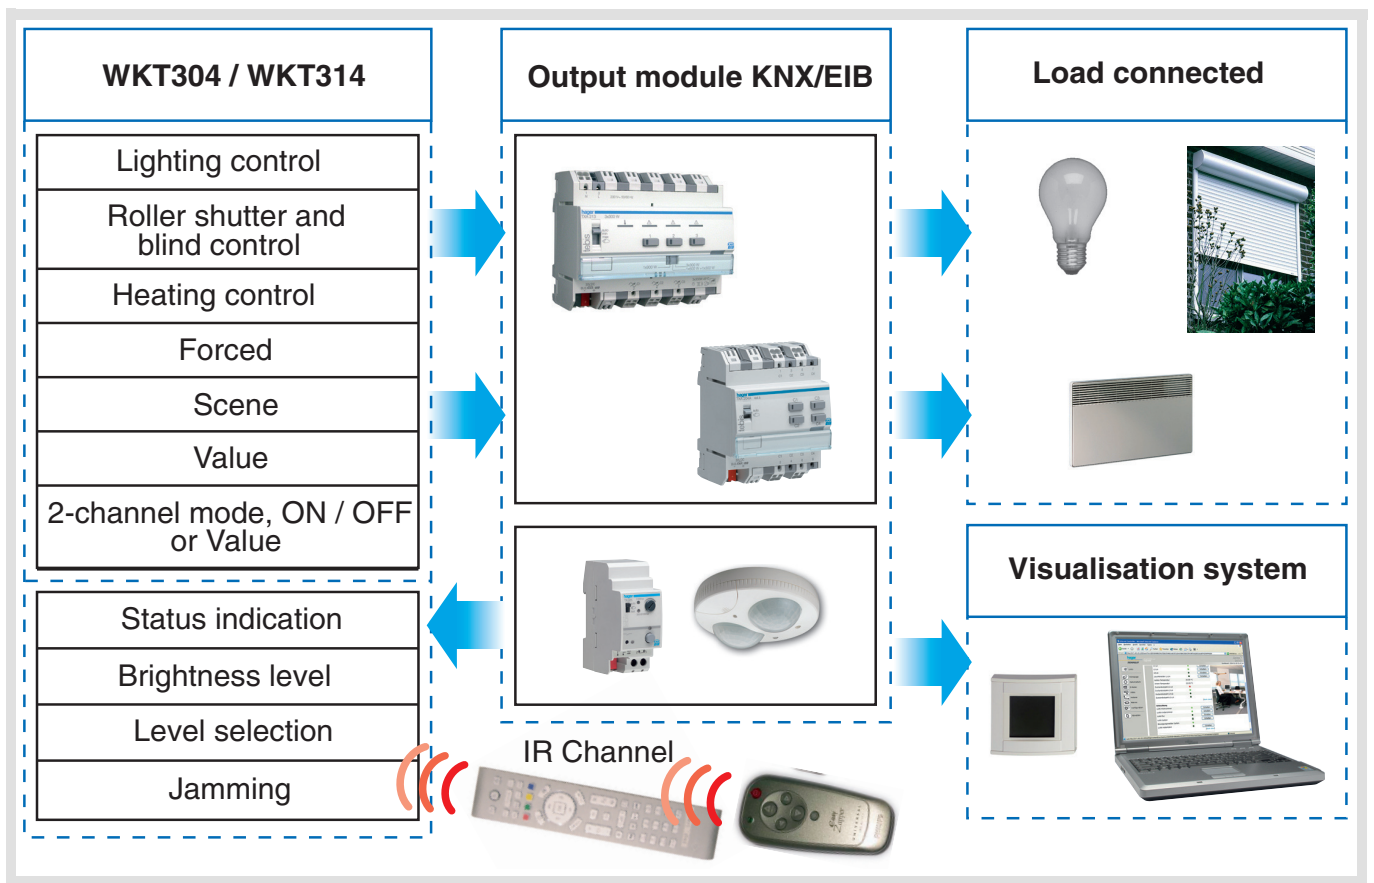 WKT304 / WKT314
Lighting control
Roller shutter and
blind control
Heating control
Forced
Scene
Value
2-channel mode, ON / OFF
or Value
Status indication
Brightness level
Level selection
Jamming
Output module KNX/EIB
IR Channel
Load connected
Visualisation system